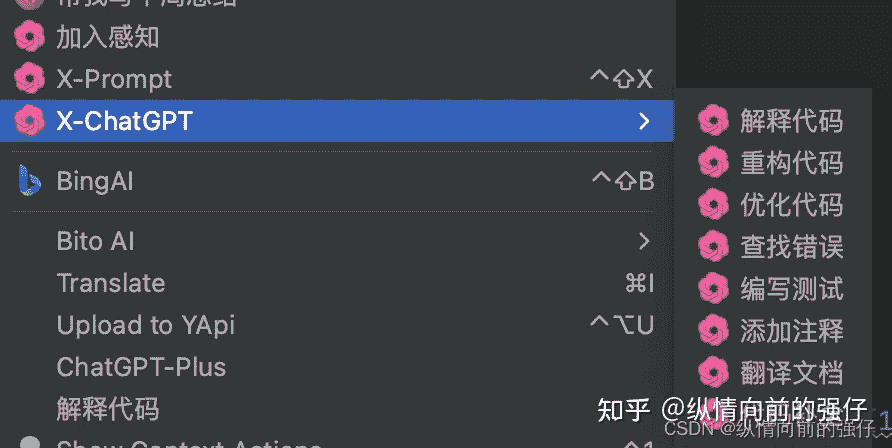 加入感知
X-Prompt ⌃⇧X
X-ChatGPT >
BingAI ⌃⇧B
Bito AI >
Translate ⌘I
Upload to YApi ⌃⌥U
ChatGPT-Plus
解释代码
Show Context Actions
解释代码
重构代码
优化代码
查找错误
编写测试
添加注释
翻译文档
知乎 @纵情向前的强仔
CSDN @纵情向前的强仔